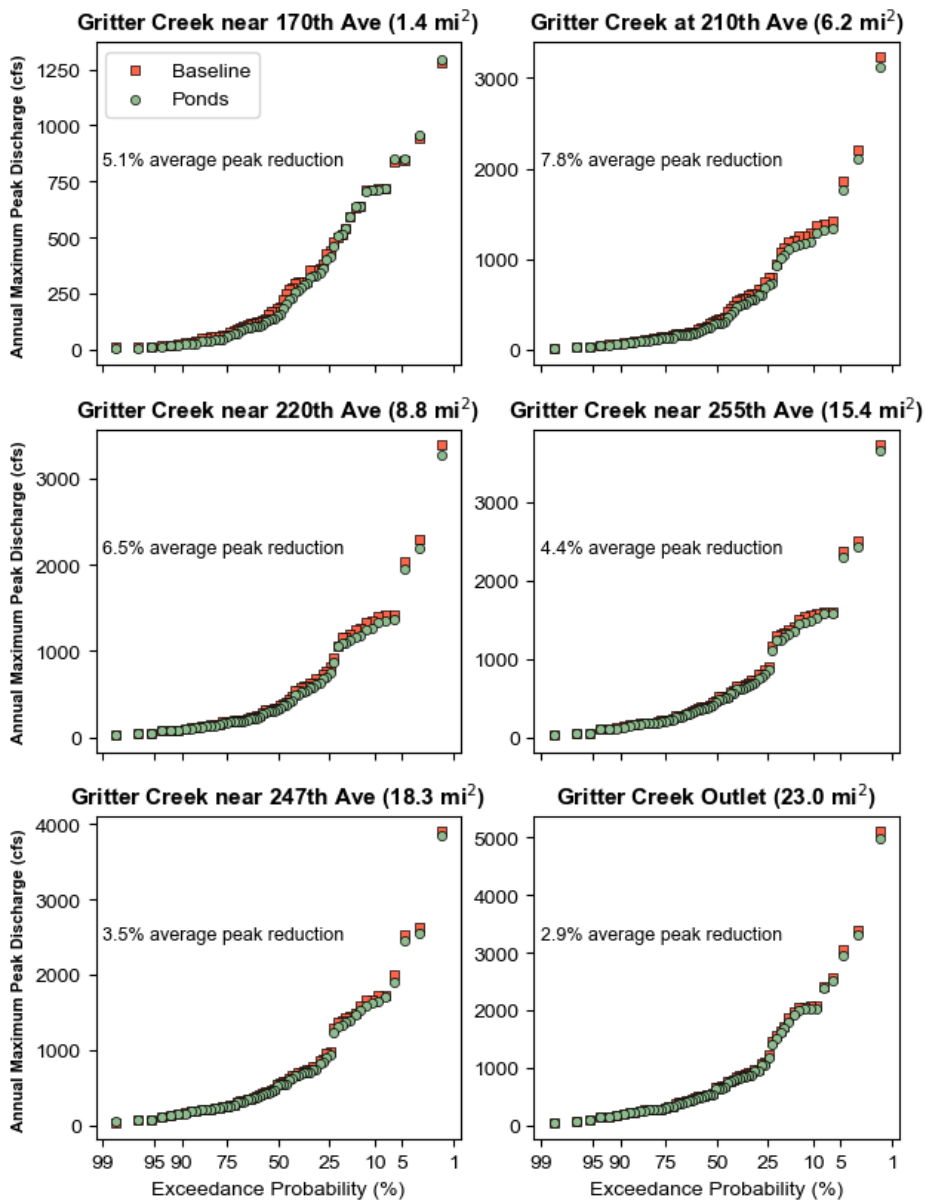 Gritter Creek near 170th Ave (1.4 mi²)
Annual Maximum Peak Discharge (cfs)
1250
1000
750
500
250
0
Baseline
Ponds
5.1% average peak reduction
Gritter Creek at 210th Ave (6.2 mi²)
3000
2000
1000
0
7.8% average peak reduction
Gritter Creek near 220th Ave (8.8 mi²)
Annual Maximum Peak Discharge (cfs)
3000
2000
1000
0
6.5% average peak reduction
Gritter Creek near 255th Ave (15.4 mi²)
3000
2000
1000
0
4.4% average peak reduction
Gritter Creek near 247th Ave (18.3 mi²)
Annual Maximum Peak Discharge (cfs)
4000
3000
2000
1000
0
3.5% average peak reduction
99 95 90 75 25 10 5 1
Exceedance Probability (%)
Gritter Creek Outlet (23.0 mi²)
5000
4000
3000
2000
1000
0
2.9% average peak reduction
99 95 90 75 50 25 10 5 1
Exceedance Probability (%)